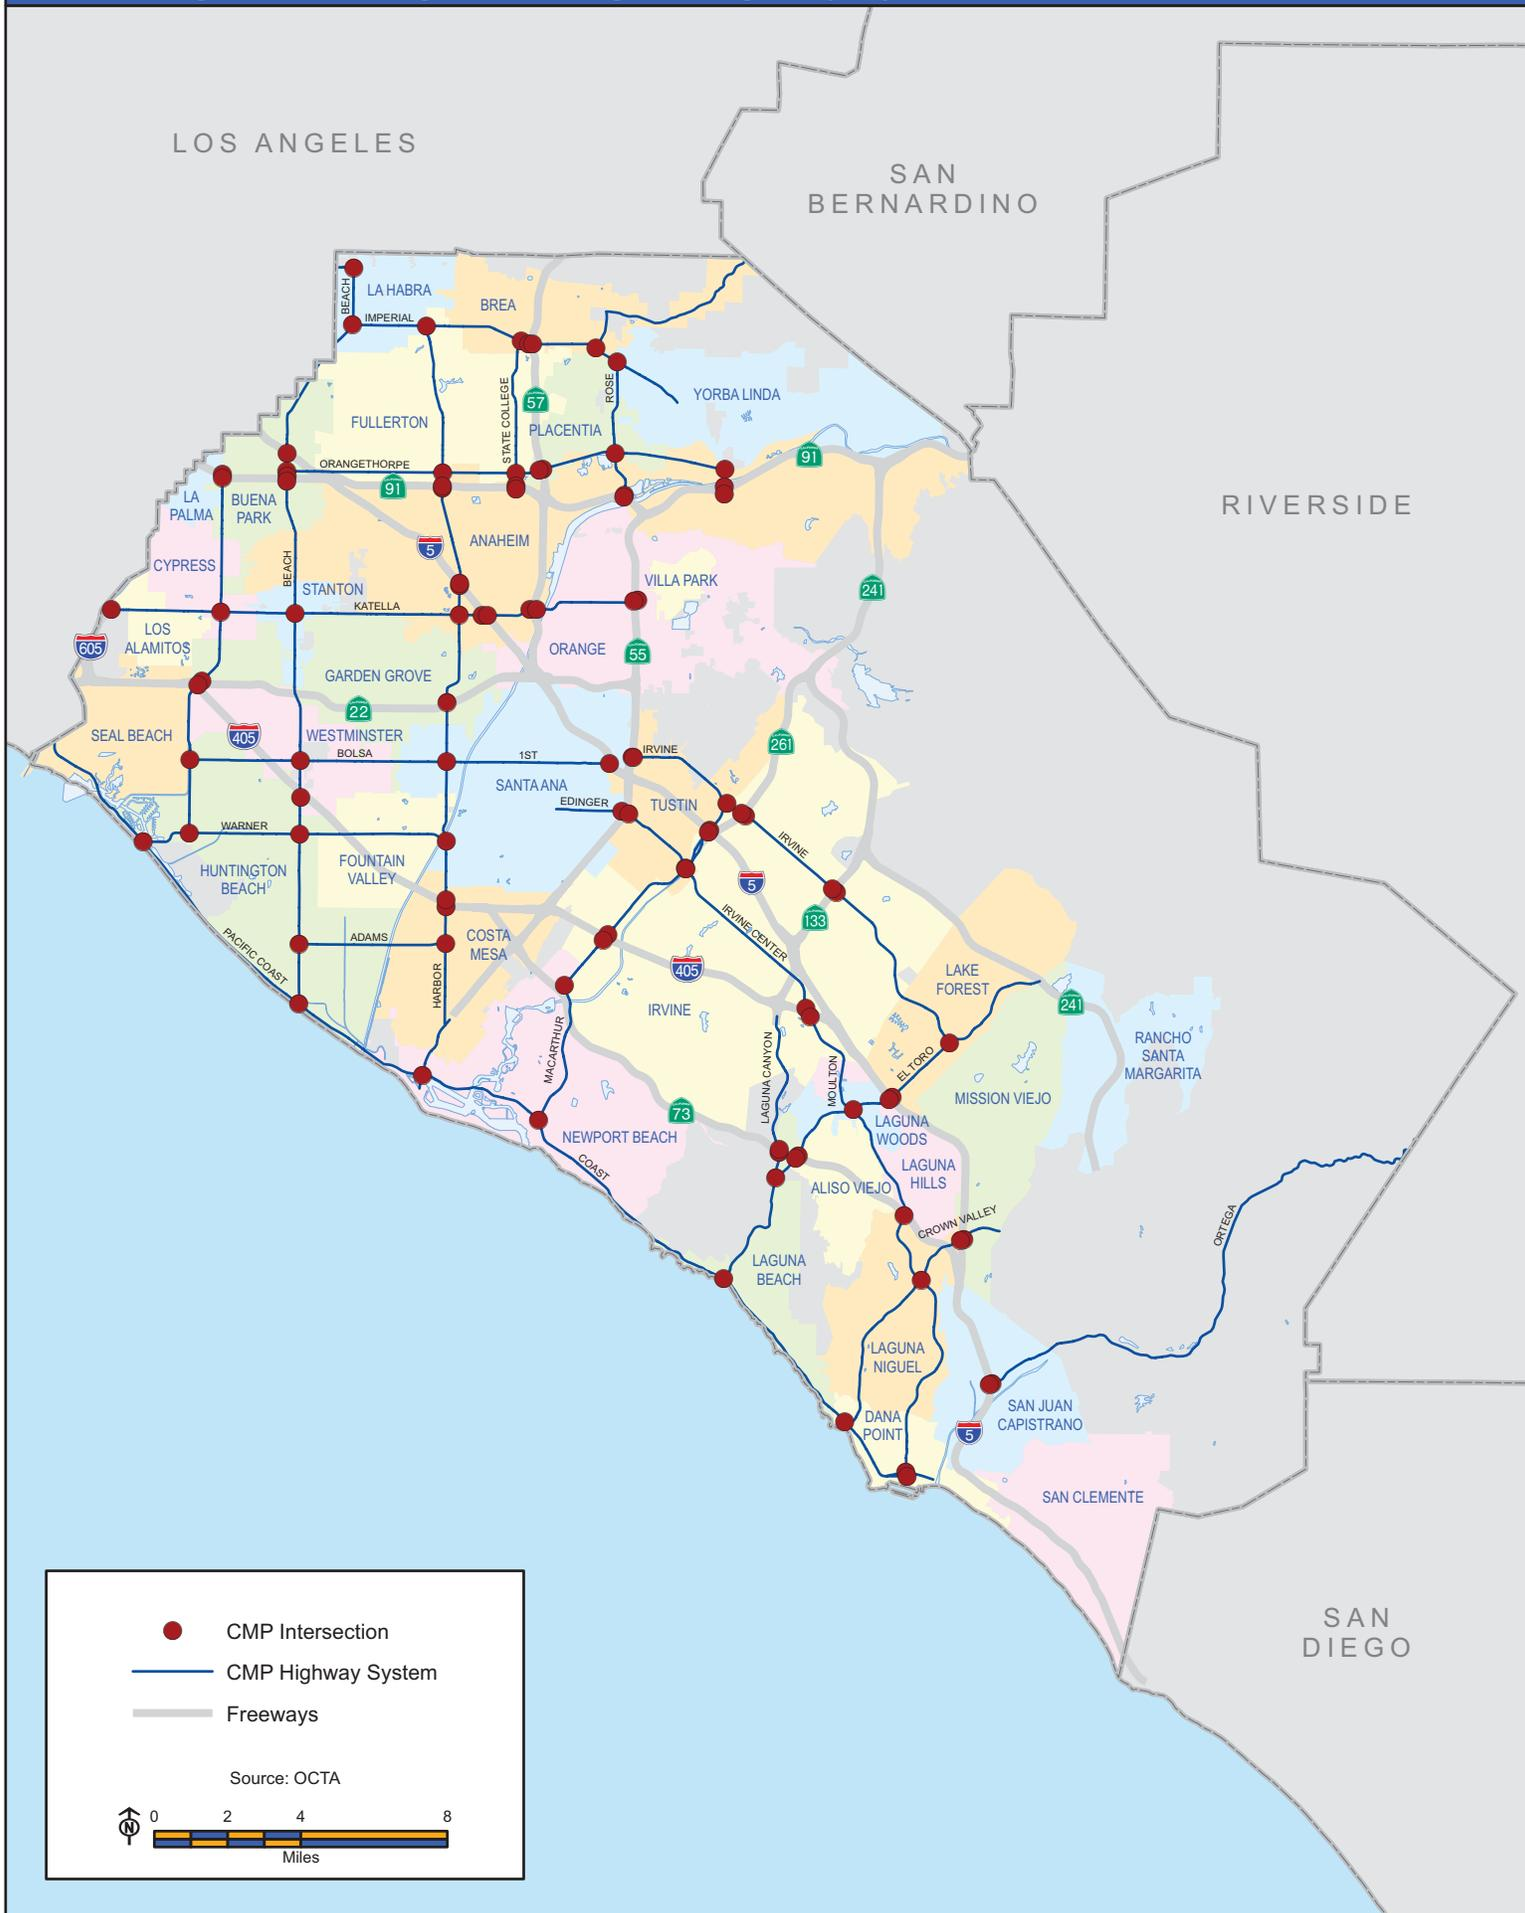 LOS ANGELES
SAN
BERNARDINO
RIVERSIDE
LA HABRA
BEACH
IMPERIAL
BREA
YORBA LINDA
ROSE
STATE COLLEGE
57
FULLERTON
PLACENTIA
ORANGETHORPE
91
91
LA
PALMA
BUENA
PARK
ANAHEIM
5
CYPRESS
BEACH
STANTON
VILLA PARK
241
KATELLA
LOS
ALAMITOS
605
ORANGE
55
GARDEN GROVE
22
SEAL BEACH
405
WESTMINSTER
BOLSA
1ST
IRVINE
261
SANTA ANA
EDINGER
TUSTIN
WARNER
IRVINE
HUNTINGTON
BEACH
FOUNTAIN
VALLEY
5
133
IRVINE CENTER
PACIFIC COAST
ADAMS
COSTA
MESA
405
HARBOR
LAKE
FOREST
241
IRVINE
RANCHO
SANTA
MARGARITA
MACARTHUR
LAGUNA CANYON
MOULTON
EL TORO
MISSION VIEJO
73
LAGUNA
WOODS
NEWPORT BEACH
COAST
LAGUNA
HILLS
ALISO VIEJO
CROWN VALLEY
ORTEGA
LAGUNA
BEACH
LAGUNA
NIGUEL
SAN JUAN
CAPISTRANO
DANA
POINT
5
SAN CLEMENTE
SAN
DIEGO
CMP Intersection
CMP Highway System
Freeways
Source: OCTA
N
0 2 4 8
Miles